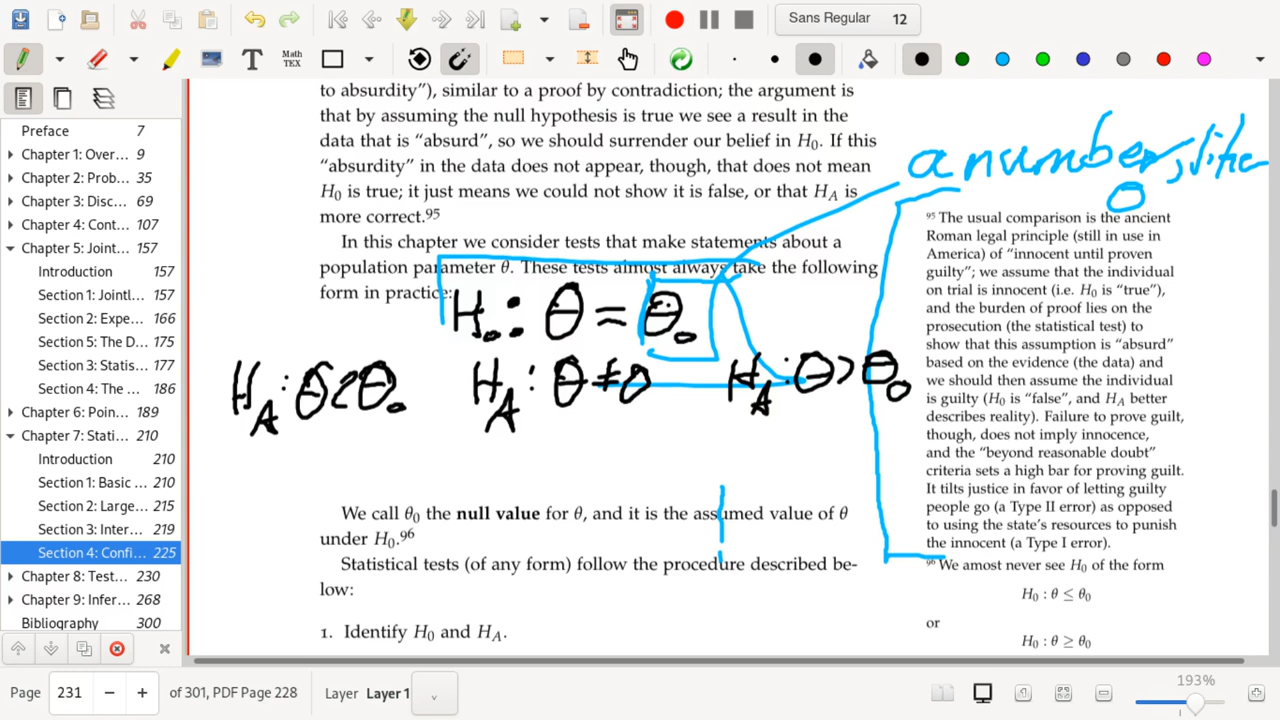 Sans Regular 12
Math
TEX
Preface 7
Chapter 1: Over... 9
Chapter 2: Prob... 35
Chapter 3: Disc... 69
Chapter 4: Cont... 107
Chapter 5: Joint... 157
Introduction 157
Section 1: Jointl... 157
Section 2: Expe... 166
Section 5: The D... 175
Section 3: Statis... 177
Section 4: The ... 186
Chapter 6: Poin... 189
Chapter 7: Stati... 210
Introduction 210
Section 1: Basic ... 210
Section 2: Large... 215
Section 3: Inter... 219
Section 4: Confi... 225
Chapter 8: Test... 230
Chapter 9: Infer... 268
Bibliography 300
to absurdity”), similar to a proof by contradiction; the argument is
that by assuming the null hypothesis is true we see a result in the
data that is “absurd”, so we should surrender our belief in H₀. If this
“absurdity” in the data does not appear, though, that does not mean
H₀ is true; it just means we could not show it is false, or that H_A is
more correct.⁹⁵
In this chapter we consider tests that make statements about a
population parameter θ. These tests almost always take the following
form in practice:
H₀: θ = θ₀
H_A: θ < θ₀ H_A: θ ≠ 0 H_A: θ > θ₀
We call θ₀ the null value for θ, and it is the assumed value of θ
under H₀.⁹⁶
Statistical tests (of any form) follow the procedure described be-
low:
1. Identify H₀ and H_A.
a number, like
0
⁹⁵ The usual comparison is the ancient
Roman legal principle (still in use in
America) of “innocent until proven
guilty”; we assume that the individual
on trial is innocent (i.e. H₀ is “true”),
and the burden of proof lies on the
prosecution (the statistical test) to
show that this assumption is “absurd”
based on the evidence (the data) and
we should then assume the individual
is guilty (H₀ is “false”, and H_A better
describes reality). Failure to prove guilt,
though, does not imply innocence,
and the “beyond reasonable doubt”
criteria sets a high bar for proving guilt.
It tilts justice in favor of letting guilty
people go (a Type II error) as opposed
to using the state’s resources to punish
the innocent (a Type I error).
⁹⁶ We amost never see H₀ of the form
H₀ : θ ≤ θ₀
or
H₀ : θ ≥ θ₀
Page 231 of 301, PDF Page 228 Layer Layer 1 193%